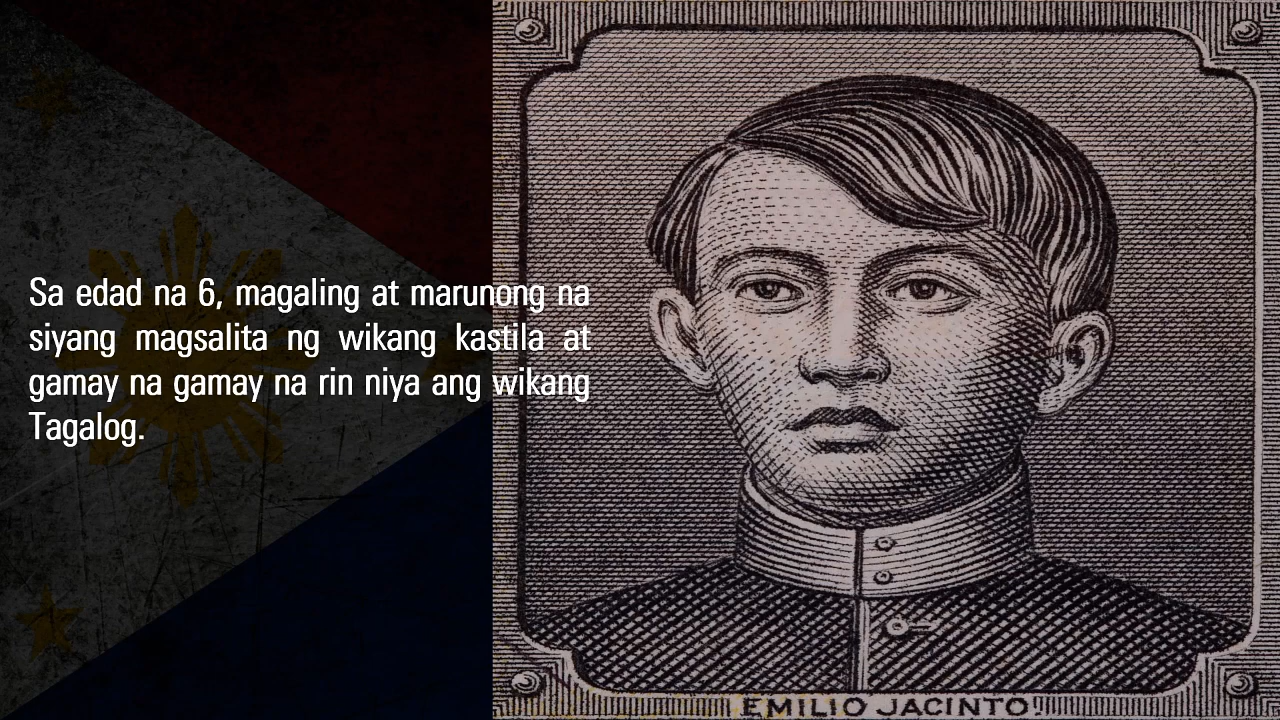 Sa edad na 6, magaling at marunong na
siyang magsalita ng wikang kastila at
gamay na gamay na rin niya ang wikang
Tagalog.
EMILIO JACINTO